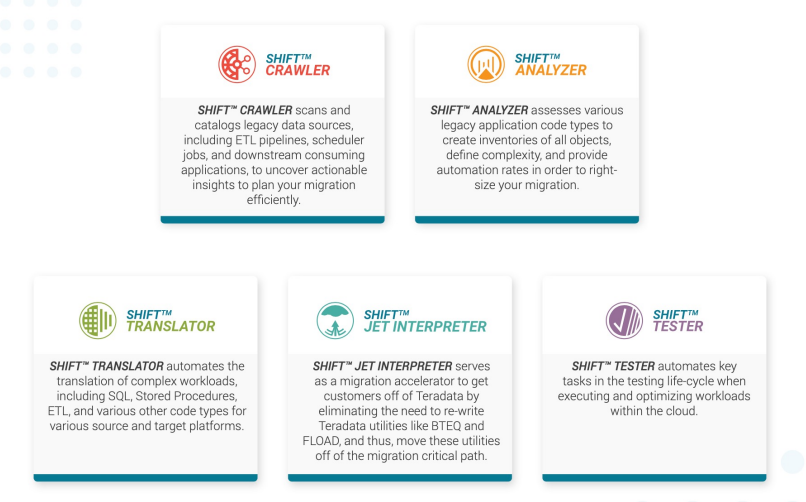 SHIFT™
CRAWLER
SHIFT™ CRAWLER scans and
catalogs legacy data sources,
including ETL pipelines, scheduler
jobs, and downstream consuming
applications, to uncover actionable
insights to plan your migration
efficiently.
SHIFT™
ANALYZER
SHIFT™ ANALYZER assesses various
legacy application code types to
create inventories of all objects,
define complexity, and provide
automation rates in order to right-
size your migration.
SHIFT™
TRANSLATOR
SHIFT™ TRANSLATOR automates the
translation of complex workloads,
including SQL, Stored Procedures,
ETL, and various other code types for
various source and target platforms.
SHIFT™
JET INTERPRETER
SHIFT™ JET INTERPRETER serves
as a migration accelerator to get
customers off of Teradata by
eliminating the need to re-write
Teradata utilities like BTEQ and
FLOAD, and thus, move these utilities
off of the migration critical path.
SHIFT™
TESTER
SHIFT™ TESTER automates key
tasks in the testing life-cycle when
executing and optimizing workloads
within the cloud.